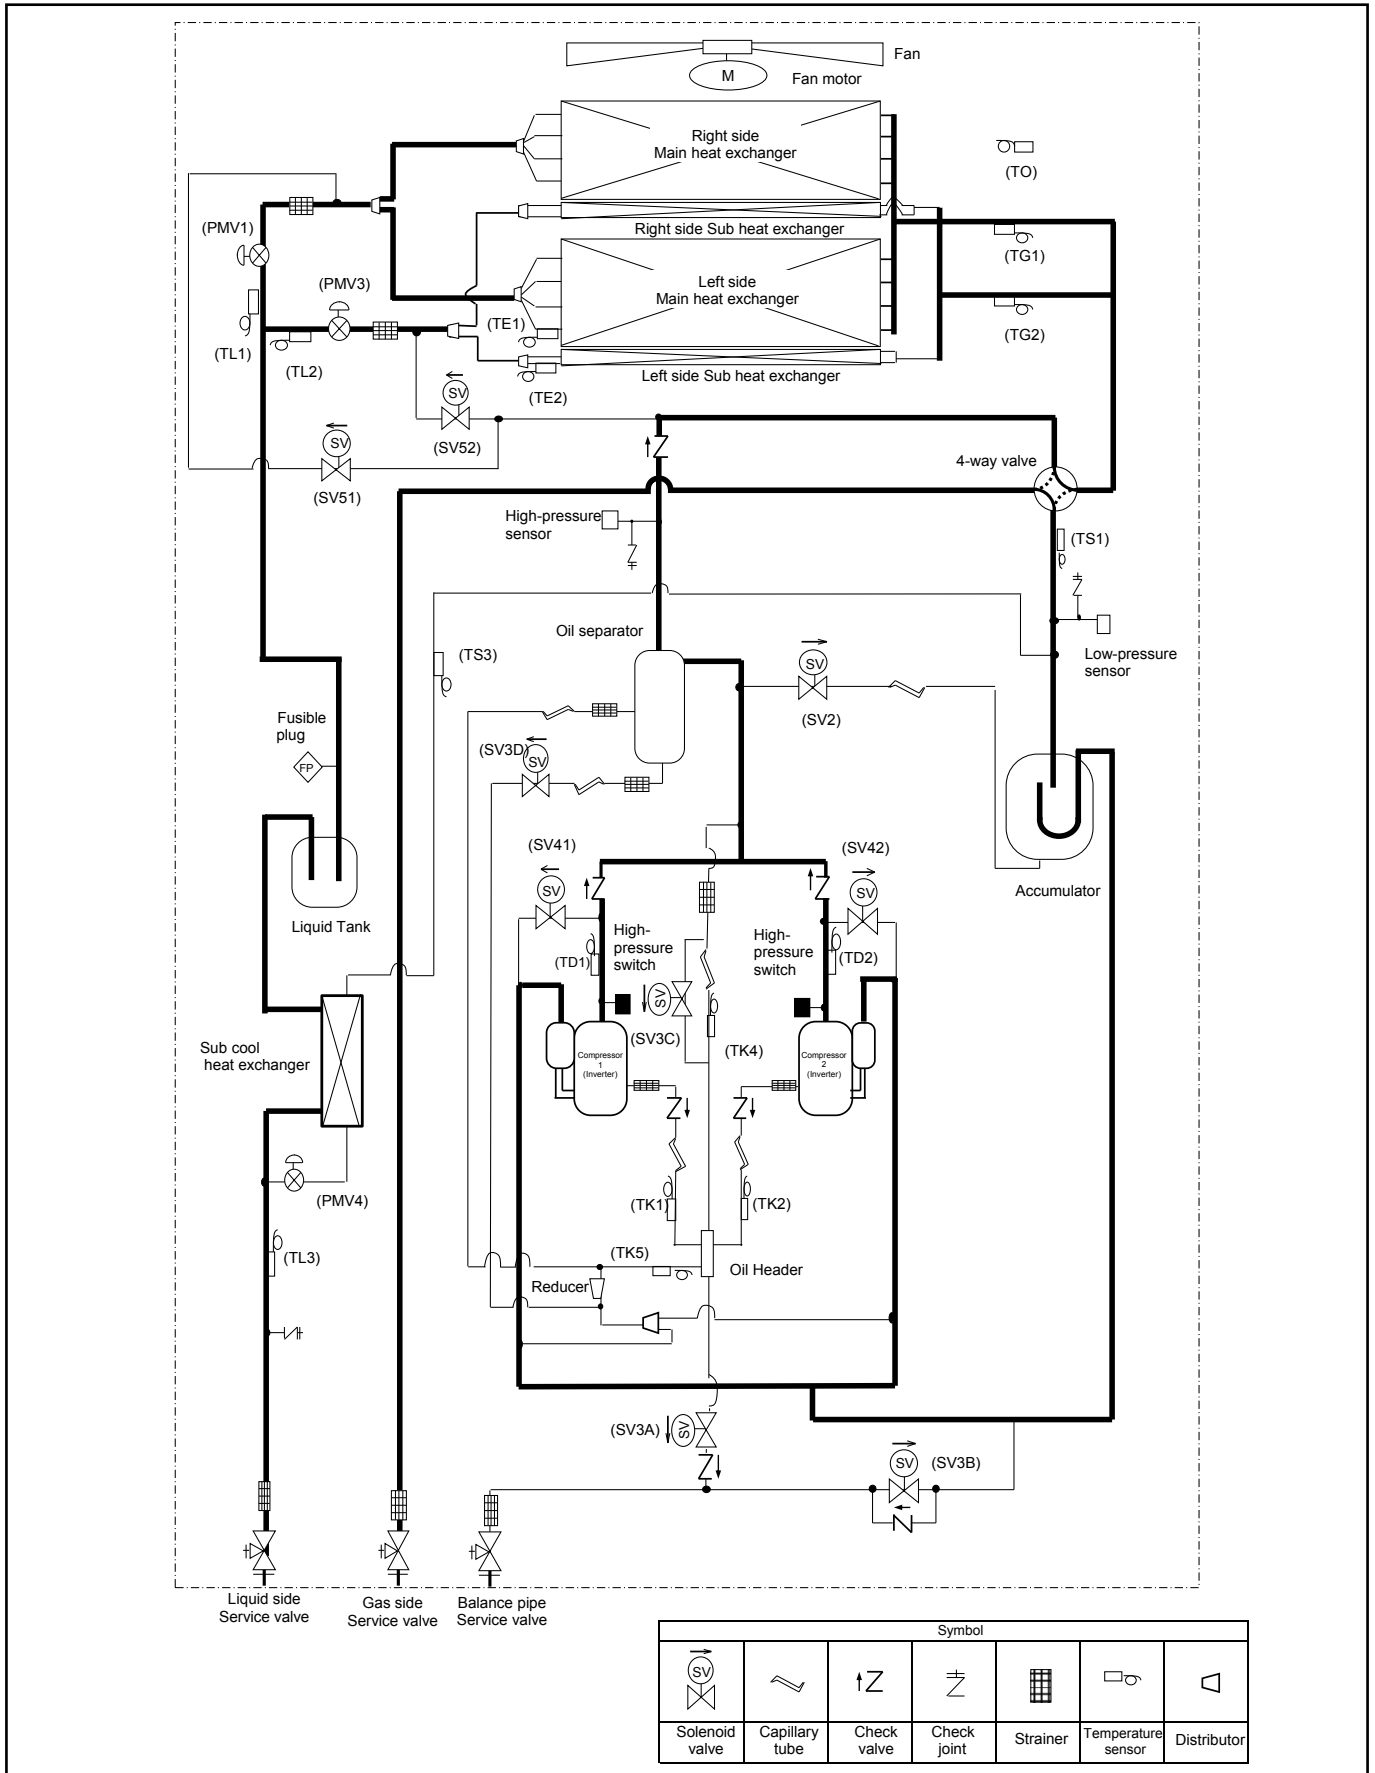 Fan
M
Fan motor
Right side
Main heat exchanger
(TO)
Right side Sub heat exchanger
(PMV1)
(TG1)
Left side
Main heat exchanger
(PMV3)
(TE1)
(TG2)
(TL1)
(TL2)
Left side Sub heat exchanger
(TE2)
SV
(SV52)
SV
(SV51)
4-way valve
High-pressure
sensor
(TS1)
Oil separator
(TS3)
Low-pressure
sensor
SV
(SV2)
Fusible
plug
FP
(SV3D)
SV
(SV41)
SV
(SV42)
SV
Accumulator
Liquid Tank
High-
pressure
switch
(TD1)
High-
pressure
switch
(TD2)
SV
(SV3C)
(TK4)
Sub cool
heat exchanger
Compressor
1
(Inverter)
Compressor
2
(Inverter)
(PMV4)
(TK1)
(TK2)
(TL3)
(TK5)
Oil Header
Reducer
(SV3A)
SV
SV
(SV3B)
Liquid side
Service valve
Gas side
Service valve
Balance pipe
Service valve
Symbol
SV
Solenoid
valve
Capillary
tube
Check
valve
Check
joint
Strainer
Temperature
sensor
Distributor